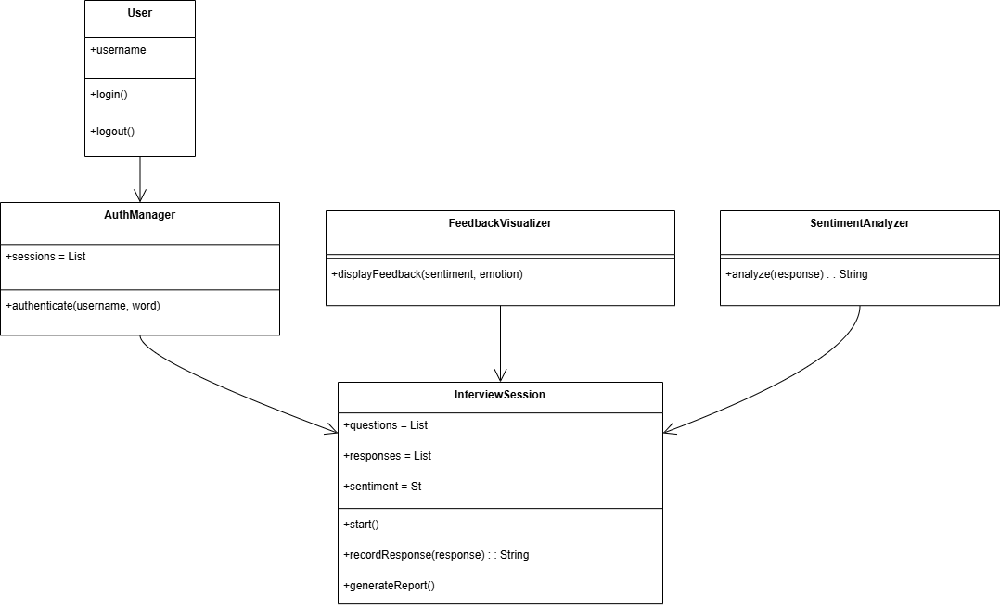 User
+username
+login()
+logout()
AuthManager
+sessions = List
+authenticate(username, word)
FeedbackVisualizer
+displayFeedback(sentiment, emotion)
SentimentAnalyzer
+analyze(response) : : String
InterviewSession
+questions = List
+responses = List
+sentiment = St
+start()
+recordResponse(response) : : String
+generateReport()